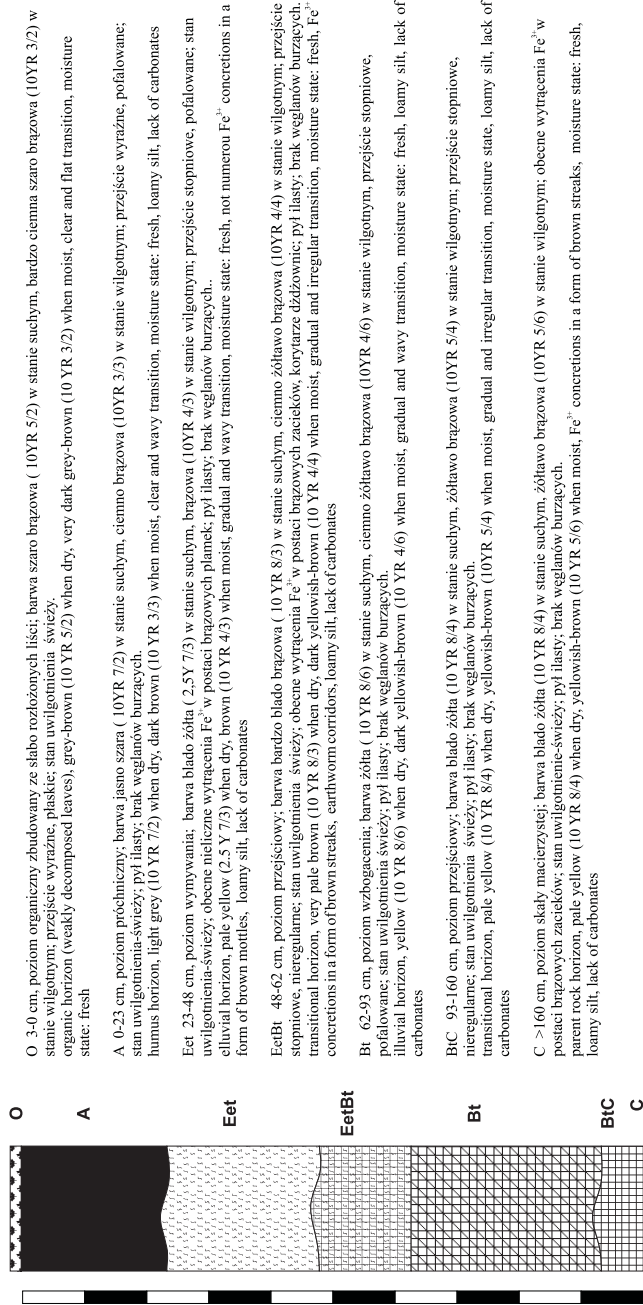 O 3-0 cm, poziom organiczny zbudowany ze słabo rozłożonych liści; barwa szaro brązowa ( 10YR 5/2) w stanie suchym, bardzo ciemna szaro brązowa (10YR 3/2) w
stanie wilgotnym; przejście wyraźne, płaskie; stan uwilgotnienia świeży.
organic horizon (weakly decomposed leaves), grey-brown (10 YR 5/2) when dry, very dark grey-brown (10 YR 3/2) when moist, clear and flat transition, moisture
state: fresh
A 0-23 cm, poziom próchniczny; barwa jasno szara ( 10YR 7/2) w stanie suchym, ciemno brązowa (10YR 3/3) w stanie wilgotnym; przejście wyraźne, pofalowane;
stan uwilgotnienia-świeży; pył ilasty; brak węglanów burzących.
humus horizon, light grey (10 YR 7/2) when dry, dark brown (10 YR 3/3) when moist, clear and wavy transition, moisture state: fresh, loamy silt, lack of carbonates
Eet 23-48 cm, poziom wymywania; barwa blado żółta ( 2,5Y 7/3) w stanie suchym, brązowa (10YR 4/3) w stanie wilgotnym; przejście stopniowe, pofalowane; stan
uwilgotnienia-świeży; obecne nieliczne wytrącenia Fe³⁺ w postaci brązowych plamek; pył ilasty; brak węglanów burzących..
elluvial horizon, pale yellow (2.5 Y 7/3) when dry, brown (10 YR 4/3) when moist, gradual and wavy transition, moisture state: fresh, not numerou Fe³⁺ concretions in a
form of brown mottles, loamy silt, lack of carbonates
EetBt 48-62 cm, poziom przejściowy; barwa bardzo blado brązowa ( 10 YR 8/3) w stanie suchym, ciemno żółtawo brązowa (10YR 4/4) w stanie wilgotnym; przejście
stopniowe, nieregularne; stan uwilgotnienia świeży; obecne wytrącenia Fe³⁺ w postaci brązowych zacieków, korytarze dżdżownic; pył ilasty; brak węglanów burzących.
transitional horizon, very pale brown (10 YR 8/3) when dry, dark yellowish-brown (10 YR 4/4) when moist, gradual and irregular transition, moisture state: fresh, Fe³⁺
concretions in a form of brown streaks, earthworm corridors, loamy silt, lack of carbonates
Bt 62-93 cm, poziom wzbogacenia; barwa żółta ( 10 YR 8/6) w stanie suchym, ciemno żółtawo brązowa (10YR 4/6) w stanie wilgotnym, przejście stopniowe,
pofalowane; stan uwilgotnienia świeży; pył ilasty; brak węglanów burzących.
illuvial horizon, yellow (10 YR 8/6) when dry, dark yellowish-brown (10 YR 4/6) when moist, gradual and wavy transition, moisture state: fresh, loamy silt, lack of
carbonates
BtC 93-160 cm, poziom przejściowy; barwa blado żółta (10 YR 8/4) w stanie suchym, żółtawo brązowa (10YR 5/4) w stanie wilgotnym; przejście stopniowe,
nieregularne; stan uwilgotnienia świeży; pył ilasty; brak węglanów burzących.
transitional horizon, pale yellow (10 YR 8/4) when dry, yellowish-brown (10YR 5/4) when moist, gradual and irregular transition, moisture state, loamy silt, lack of
carbonates
C >160 cm, poziom skały macierzystej; barwa blado żółta (10YR 8/4) w stanie suchym, żółtawo brązowa (10YR 5/6) w stanie wilgotnym; obecne wytrącenia Fe³⁺ w
postaci brązowych zacieków; stan uwilgotnienie-świeży; pył ilasty; brak węglanów burzących.
parent rock horizon, pale yellow (10 YR 8/4) when dry, yellowish-brown (10 YR 5/6) when moist, Fe³⁺ concretions in a form of brown streaks, moisture state: fresh,
loamy silt, lack of carbonates
O
A
Eet
EetBt
Bt
BtC
C